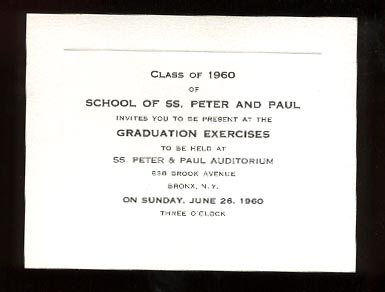 CLASS OF 1960
OF
SCHOOL OF SS. PETER AND PAUL
INVITES YOU TO BE PRESENT AT THE
GRADUATION EXERCISES
TO BE HELD AT
SS. PETER & PAUL AUDITORIUM
838 BROOK AVENUE
BRONX, N.Y.
ON SUNDAY, JUNE 26, 1960
THREE O'CLOCK